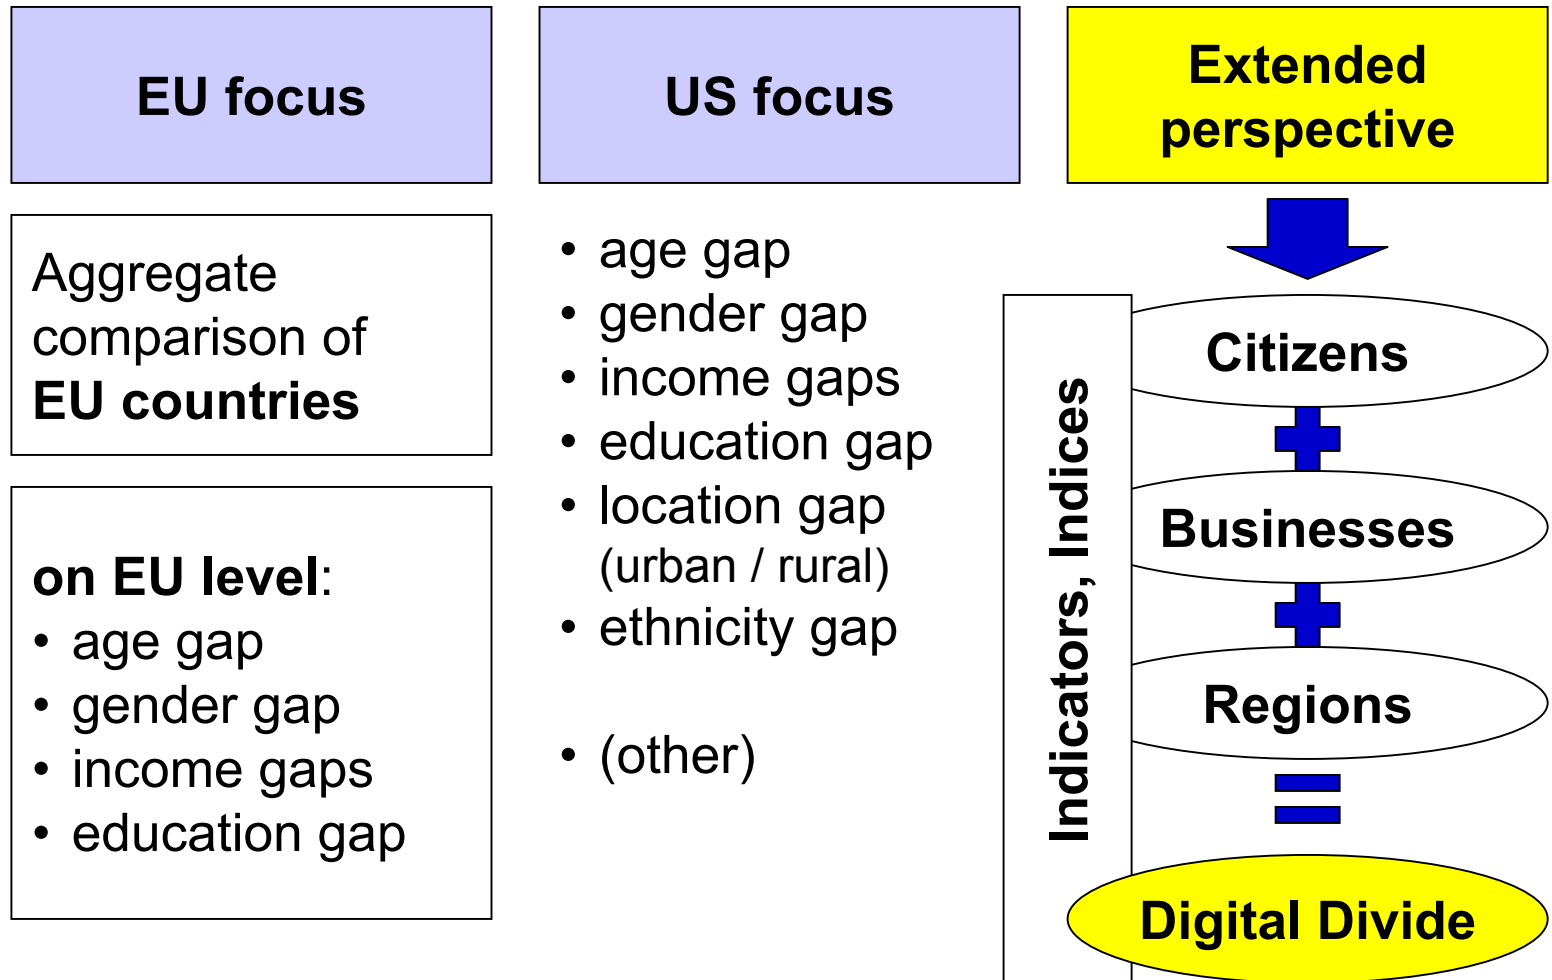 EU focus
Aggregate
comparison of
EU countries
on EU level:
• age gap
• gender gap
• income gaps
• education gap
US focus
• age gap
• gender gap
• income gaps
• education gap
• location gap
(urban / rural)
• ethnicity gap
• (other)
Extended
perspective
Indicators, Indices
Citizens
Businesses
Regions
Digital Divide